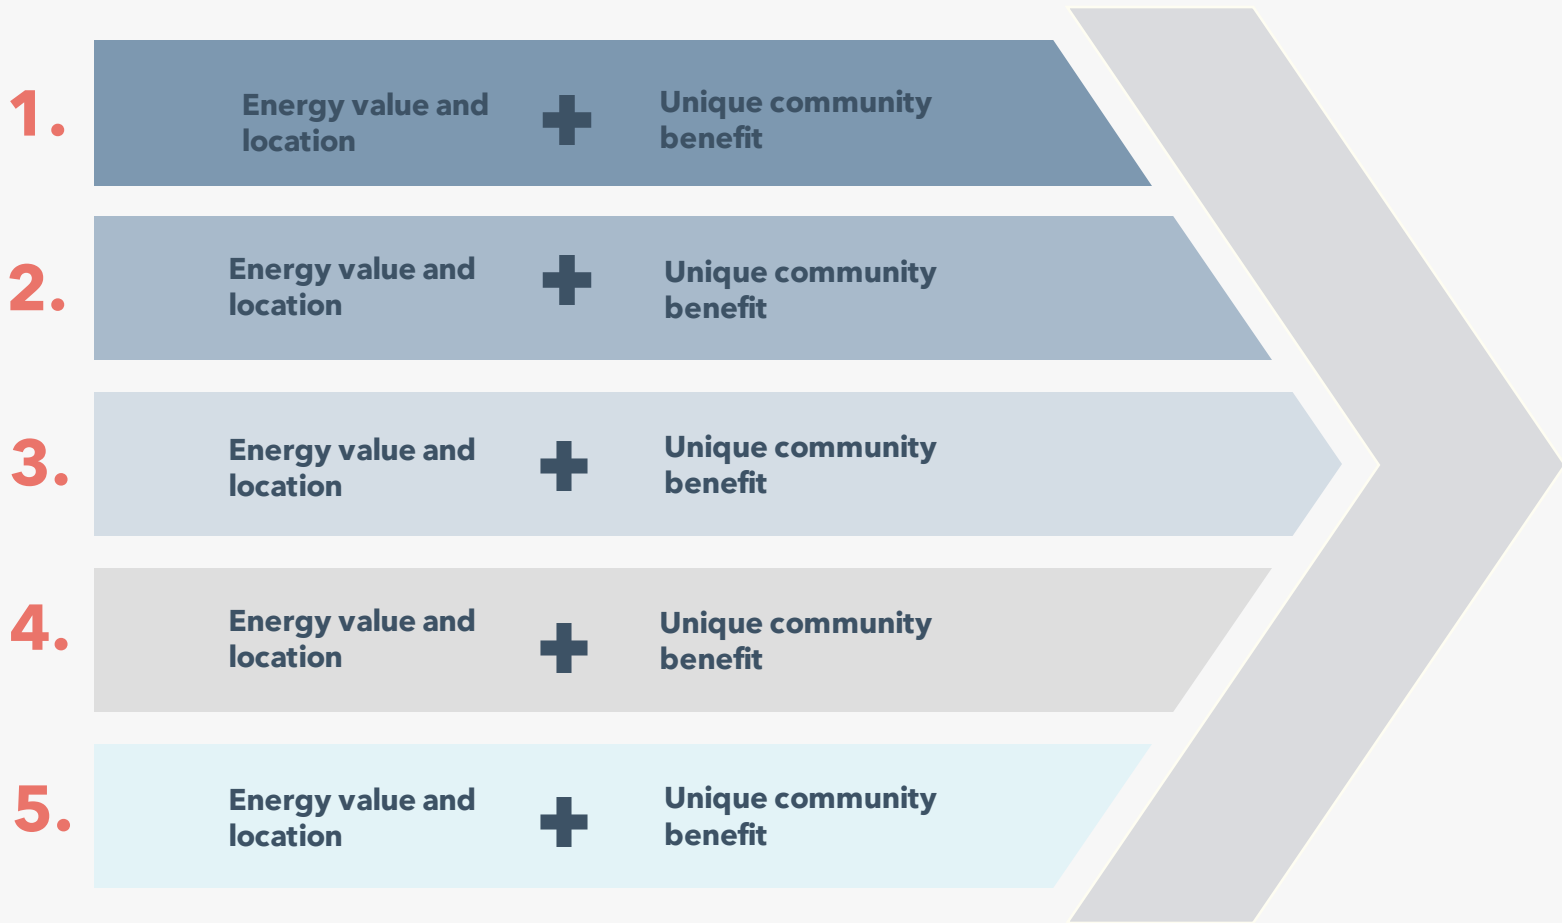 1.
Energy value and
location
Unique community
benefit
2.
Energy value and
location
Unique community
benefit
3.
Energy value and
location
Unique community
benefit
4.
Energy value and
location
Unique community
benefit
5.
Energy value and
location
Unique community
benefit